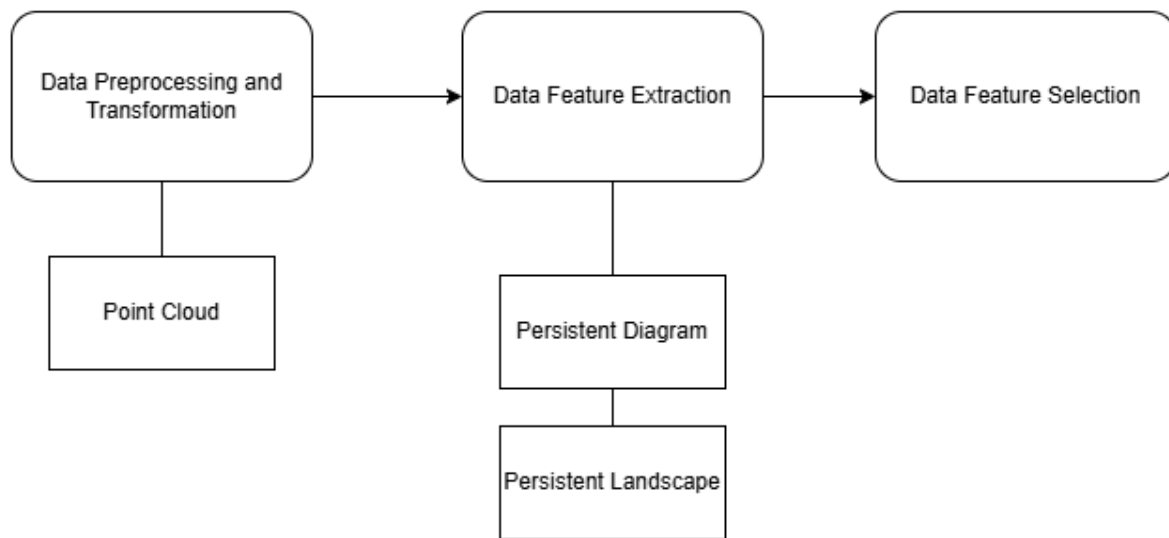 Data Preprocessing and
Transformation
Data Feature Extraction
Data Feature Selection
Point Cloud
Persistent Diagram
Persistent Landscape